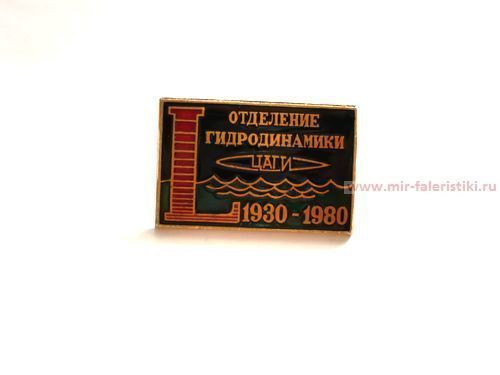 ОТДЕЛЕНИЕ
ГИДРОДИНАМИКИ
ЦАГИ
L 1930-1980
www.mir-faleristiki.ru